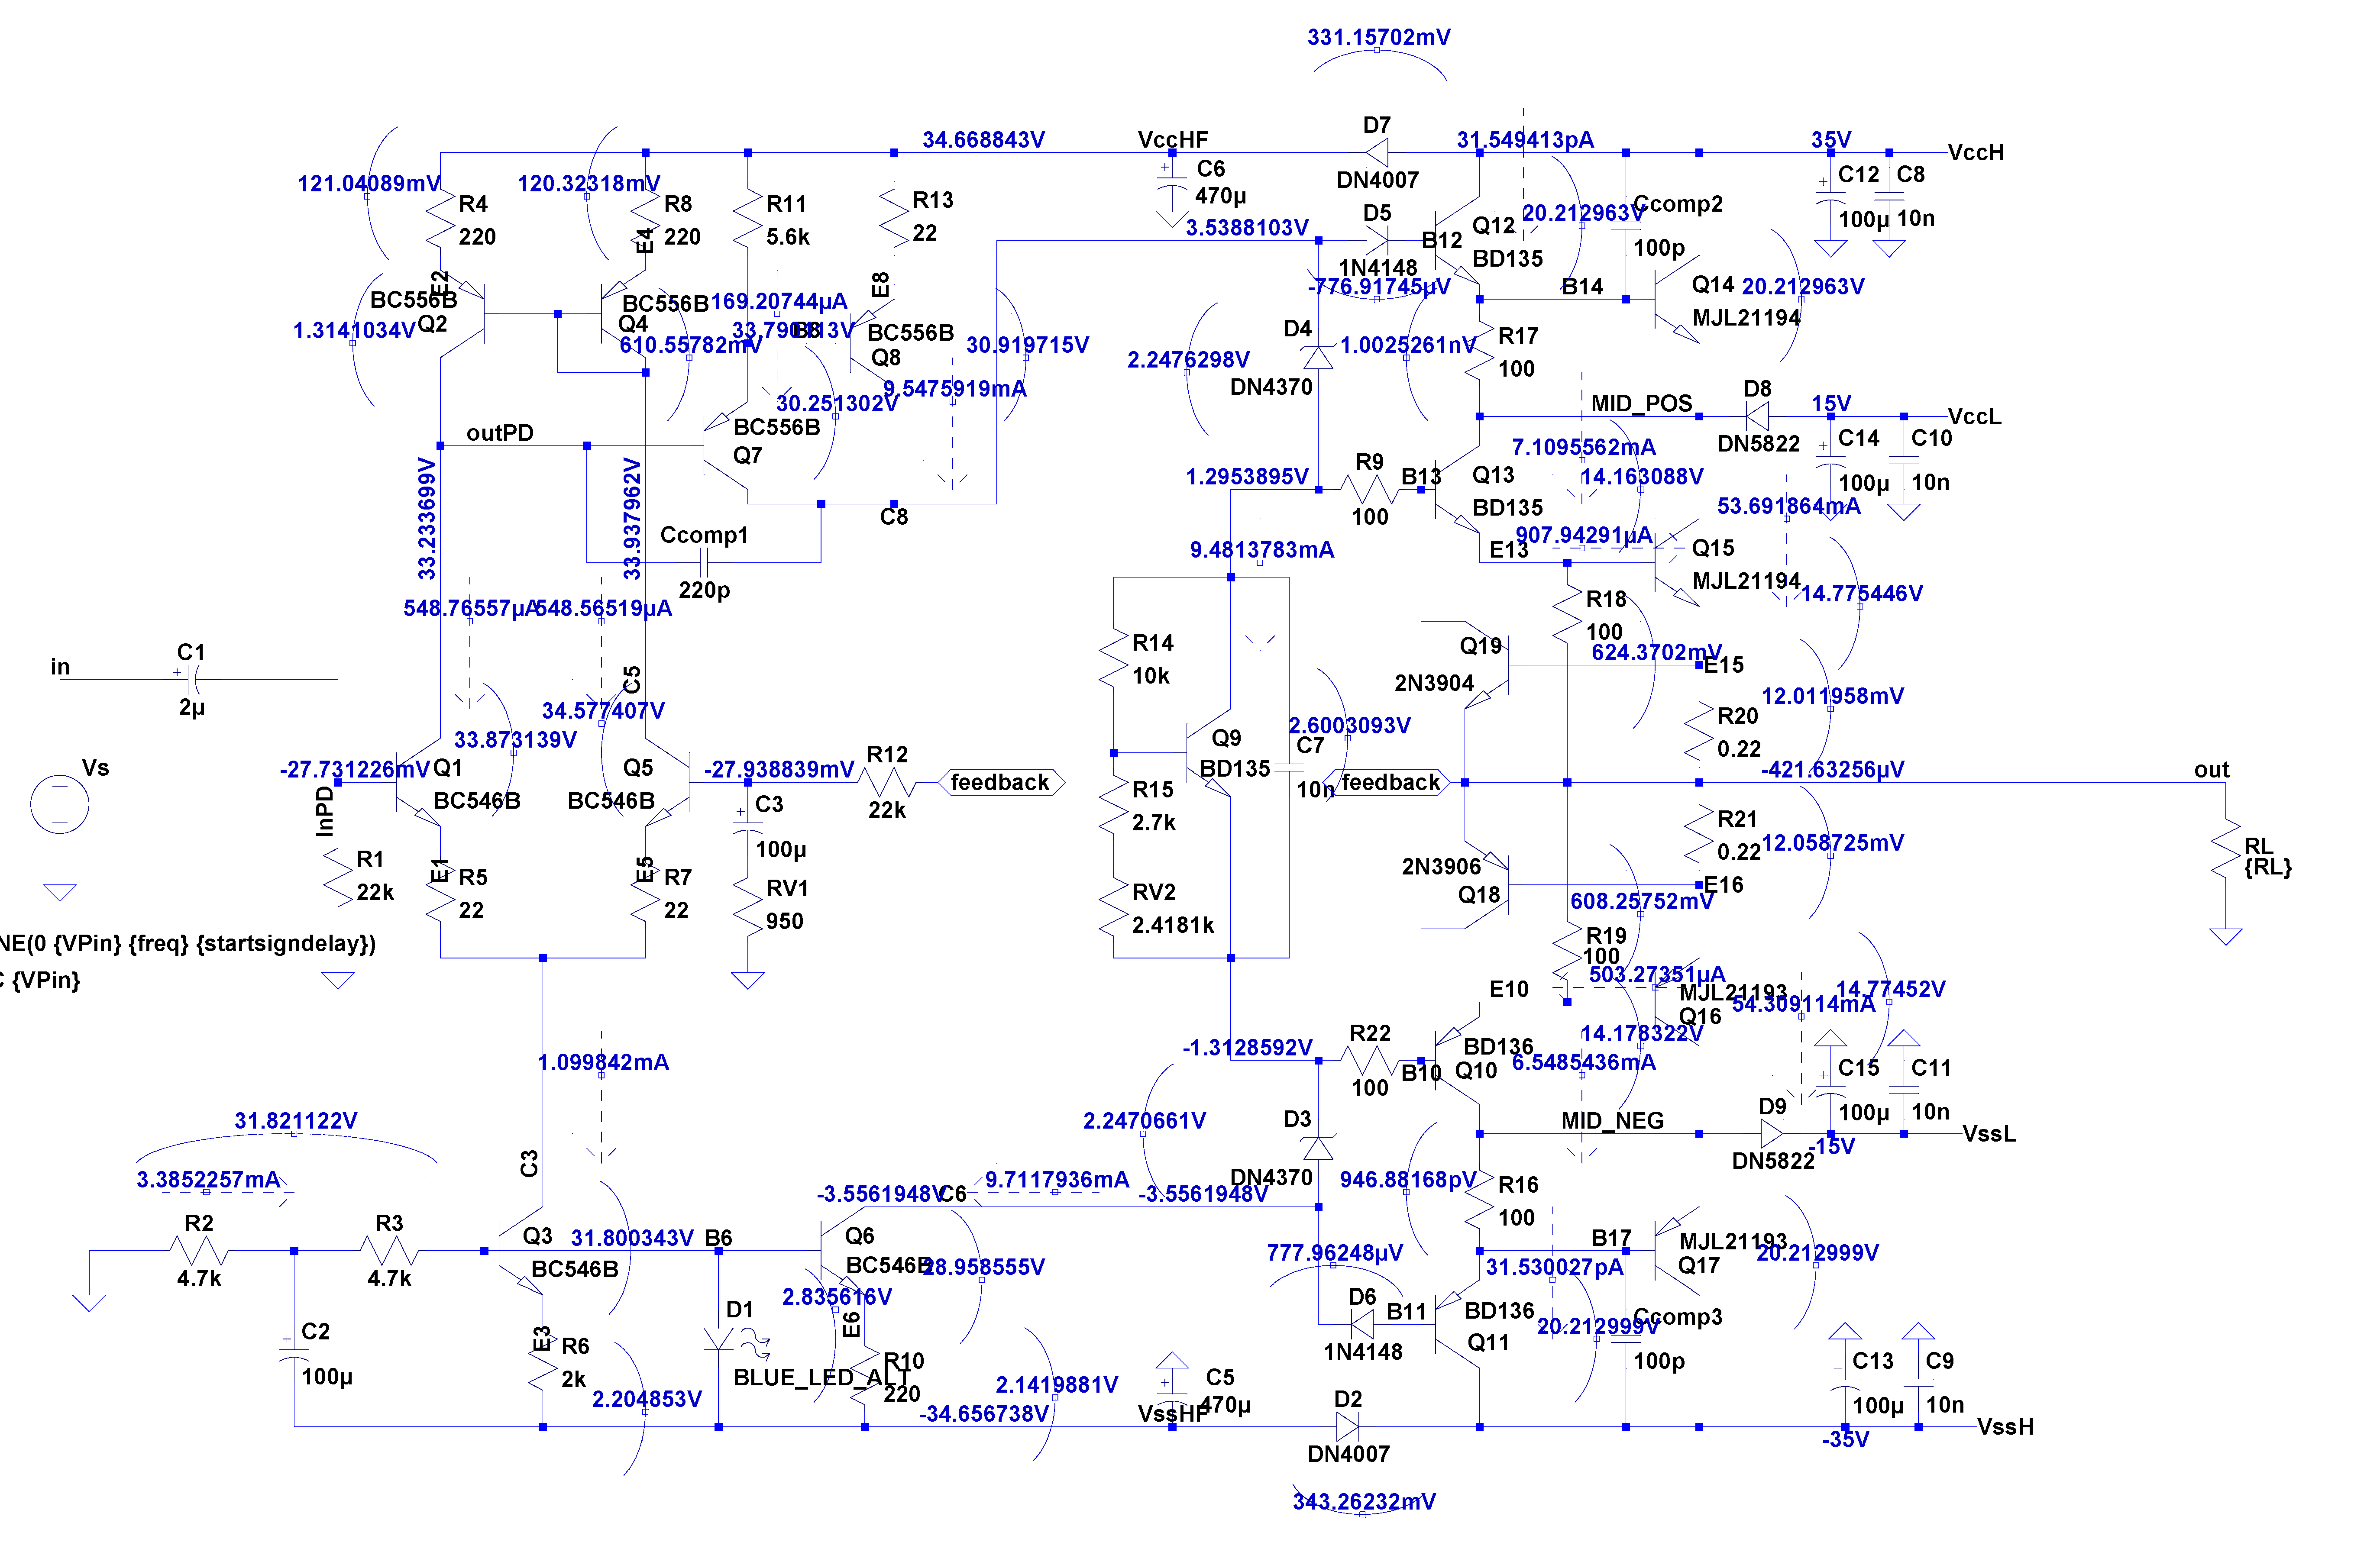 331.15702mV
D7
34.668843V
VccHF
31.549413pA
35V
VccH
DN4007
C6
470µ
C12
100µ
C8
10n
121.04089mV
120.32318mV
R4
220
R8
220
R11
5.6k
R13
22
3.5388103V
D5
1N4148
B12
Q12
BD135
20.212963V
Ccomp2
100p
E2
E4
E8
BC556B
Q2
BC556B
Q4
169.20744µA
33.790113V
B8
BC556B
Q8
-776.91745µV
B14
Q14
MJL21194
20.212963V
1.3141034V
610.55782mV
30.919715V
9.5475919mA
30.251302V
2.2476298V
D4
DN4370
1.0025261nV
R17
100
MID_POS
D8
DN5822
15V
VccL
C14
100µ
C10
10n
outPD
BC556B
Q7
C8
7.1095562mA
14.163088V
1.2953895V
R9
100
B13
Q13
BD135
53.691864mA
33.233699V
33.937962V
Ccomp1
220p
9.4813783mA
907.94291µA
E13
Q15
MJL21194
14.775446V
548.76557µA
548.56519µA
R18
100
624.3702mV
E15
in
C1
2µ
C5
34.577407V
33.873139V
R14
10k
Q19
2N3904
12.011958mV
R20
0.22
2.6003093V
C7
10n
Q9
BD135
Vs
-27.731226mV
InPD
Q1
BC546B
Q5
BC546B
-27.938839mV
R12
22k
feedback
feedback
-421.63256µV
out
C3
100µ
R15
2.7k
R21
0.22
12.058725mV
RL
{RL}
R1
22k
E1
R5
22
E5
R7
22
RV1
950
RV2
2.4181k
2N3906
Q18
E16
608.25752mV
NE(0 {VPin} {freq} {startsigndelay})
C {VPin}
R19
100
503.27351µA
E10
MJL21193
Q16
54.309114mA
14.77452V
14.178322V
6.5485436mA
-1.3128592V
R22
100
B10
BD136
Q10
1.099842mA
C15
100µ
C11
10n
31.821122V
2.2470661V
D3
DN4370
MID_NEG
D9
DN5822
-15V
VssL
3.3852257mA
C3
-3.5561948V
C6
9.7117936mA
-3.5561948V
946.88168pV
R16
100
R2
4.7k
R3
4.7k
Q3
BC546B
31.800343V
B6
Q6
BC546B
28.958555V
777.96248µV
B17
MJL21193
Q17
20.212999V
31.530027pA
2.835616V
D1
BLUE_LED_ALT
E6
R10
220
D6
1N4148
B11
BD136
Q11
20.212999V
Ccomp3
100p
C2
100µ
E3
R6
2k
2.204853V
2.1419881V
-34.656738V
C5
470µ
VssHF
D2
DN4007
C13
100µ
C9
10n
-35V
VssH
343.26232mV